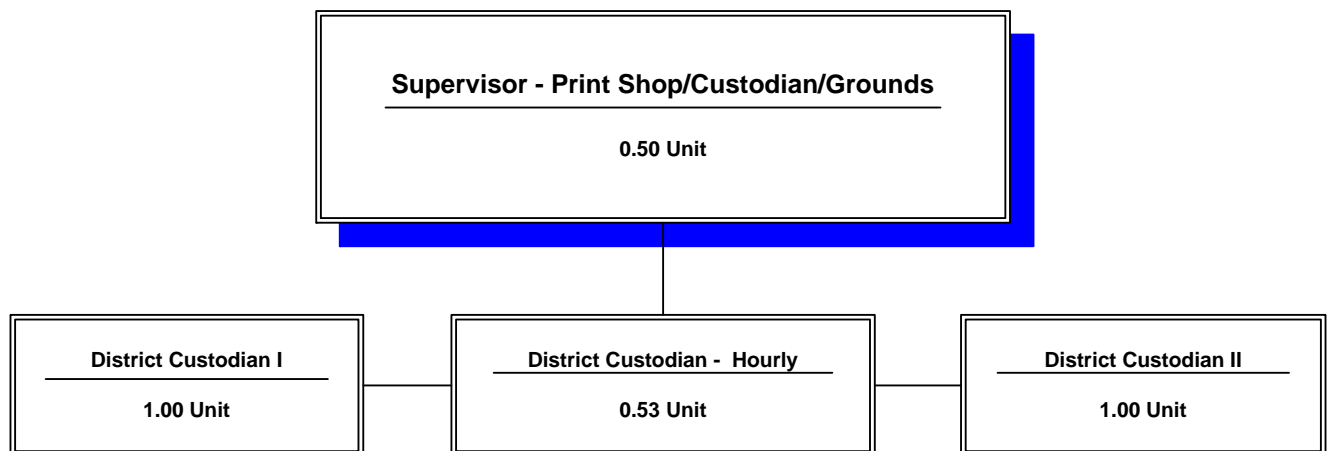 Supervisor - Print Shop/Custodian/Grounds
0.50 Unit
District Custodian I
1.00 Unit
District Custodian - Hourly
0.53 Unit
District Custodian II
1.00 Unit